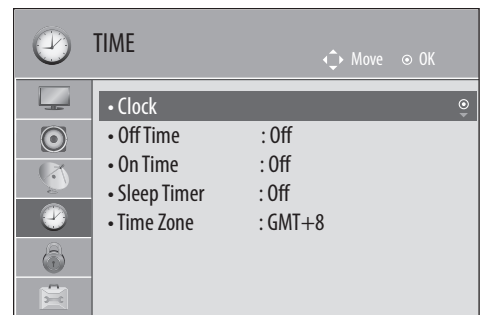 TIME
Move OK
• Clock
• Off Time : Off
• On Time : Off
• Sleep Timer : Off
• Time Zone : GMT+8